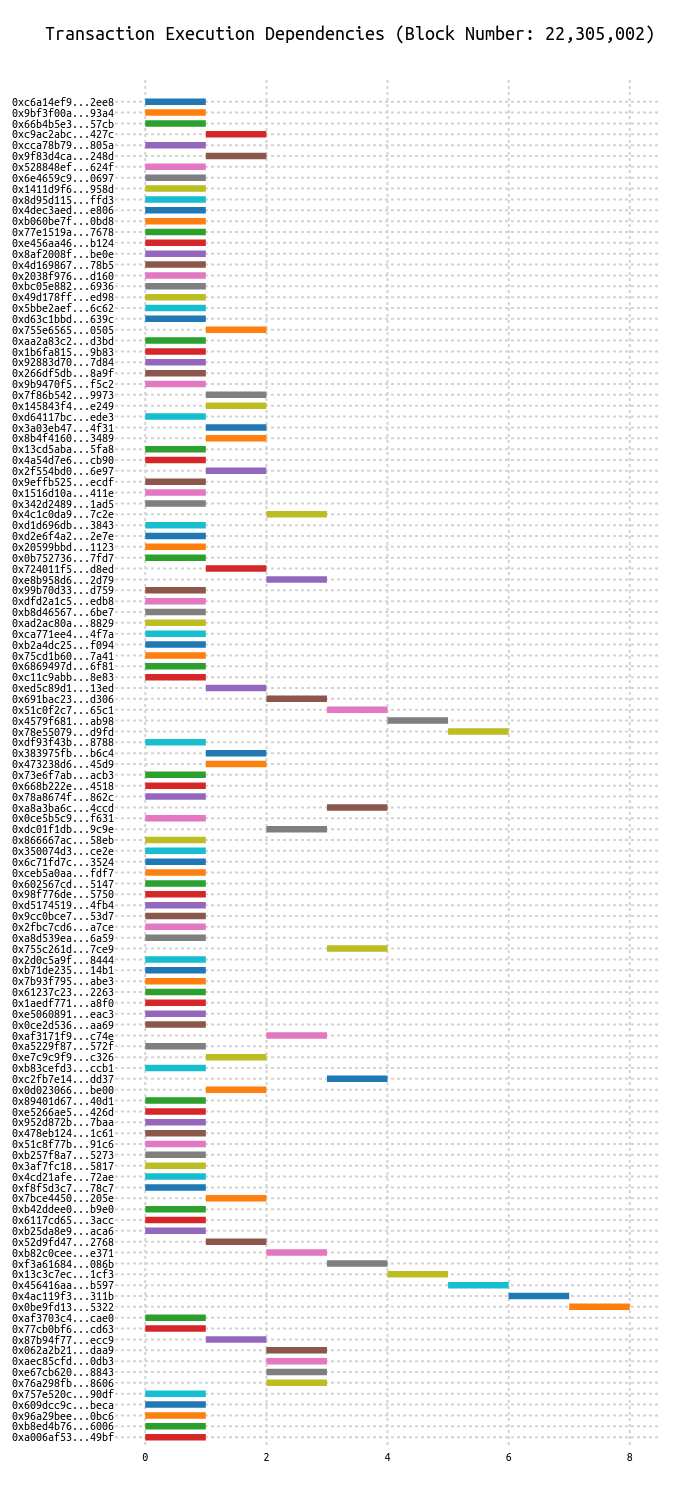 Transaction Execution Dependencies (Block Number: 22,305,002)
0xc6a14ef9...2ee8
0x9bf3f00a...93a4
0x66b4b5e3...57cb
0xc9ac2abc...427c
0xcca78b79...805a
0x9f83d4ca...248d
0x528848ef...624f
0x6e4659c9...0697
0x1411d9f6...958d
0x8d95d115...ffd3
0x4dec3aed...e806
0xb060be7f...0bd8
0x77e1519a...7678
0xe456aa46...b124
0x8af2008f...be0e
0x4d169867...78b5
0x2038f976...d160
0xbc05e882...6936
0x49d178ff...ed98
0x5bbe2aef...6c62
0xd63c1bbd...639c
0x755e6565...0505
0xaa2a83c2...d3bd
0x1b6fa815...9b83
0x92883d70...7d84
0x266df5db...8a9f
0x9b9470f5...f5c2
0x7f86b542...9973
0x145843f4...e249
0xd64117bc...ede3
0x3a03eb47...4f31
0x8b4f4160...3489
0x13cd5aba...5fa8
0x4a54d7e6...cb90
0x2f554bd0...6e97
0x9effb525...ecdf
0x1516d10a...411e
0x342d2489...1ad5
0x4c1c0da9...7c2e
0xd1d696db...3843
0xd2e6f4a2...2e7e
0x20599bbd...1123
0x0b752736...7fd7
0x724011f5...d8ed
0xe8b958d6...2d79
0x99b70d33...d759
0xdfd2a1c5...edb8
0xb8d46567...6be7
0xad2ac80a...8829
0xca771ee4...4f7a
0xb2a4dc25...f094
0x75cd1b60...7a41
0x6869497d...6f81
0xc11c9abb...8e83
0xed5c89d1...13ed
0x691bac23...d306
0x51c0f2c7...65c1
0x4579f681...ab98
0x78e55079...d9fd
0xdf93f43b...8788
0x383975fb...b6c4
0x473238d6...45d9
0x73e6f7ab...acb3
0x668b222e...4518
0x78a8674f...862c
0xa8a3ba6c...4ccd
0x0ce5b5c9...f631
0xdc01f1db...9c9e
0x866667ac...58eb
0x350074d3...ce2e
0x6c71fd7c...3524
0xceb5a0aa...fdf7
0x602567cd...5147
0x98f776de...5750
0xd5174519...4fb4
0x9cc0bce7...53d7
0x2fbc7cd6...a7ce
0xa8d539ea...6a59
0x755c261d...7ce9
0x2d0c5a9f...8444
0xb71de235...14b1
0x7b93f795...abe3
0x61237c23...2263
0x1aedf771...a8f0
0xe5060891...eac3
0x0ce2d536...aa69
0xaf3171f9...c74e
0xa5229f87...572f
0xe7c9c9f9...c326
0xb83cefd3...ccb1
0xc2fb7e14...dd37
0x0d023066...be00
0x89401d67...40d1
0xe5266ae5...426d
0x952d872b...7baa
0x478eb124...1c61
0x51c8f77b...91c6
0xb257f8a7...5273
0x3af7fc18...5817
0x4cd21afe...72ae
0xf8f5d3c7...78c7
0x7bce4450...205e
0xb42ddee0...b9e0
0x6117cd65...3acc
0xb25da8e9...aca6
0x52d9fd47...2768
0xb82c0cee...e371
0xf3a61684...086b
0x13c3c7ec...1cf3
0x456416aa...b597
0x4ac119f3...311b
0x0be9fd13...5322
0xaf3703c4...cae0
0x77cb0bf6...cd63
0x87b94f77...ecc9
0x062a2b21...daa9
0xaec85cfd...0db3
0xe67cb620...8843
0x76a298fb...8606
0x757e520c...90df
0x609dcc9c...beca
0x96a29bee...0bc6
0xb8ed4b76...6006
0xa006af53...49bf
0 2 4 6 8